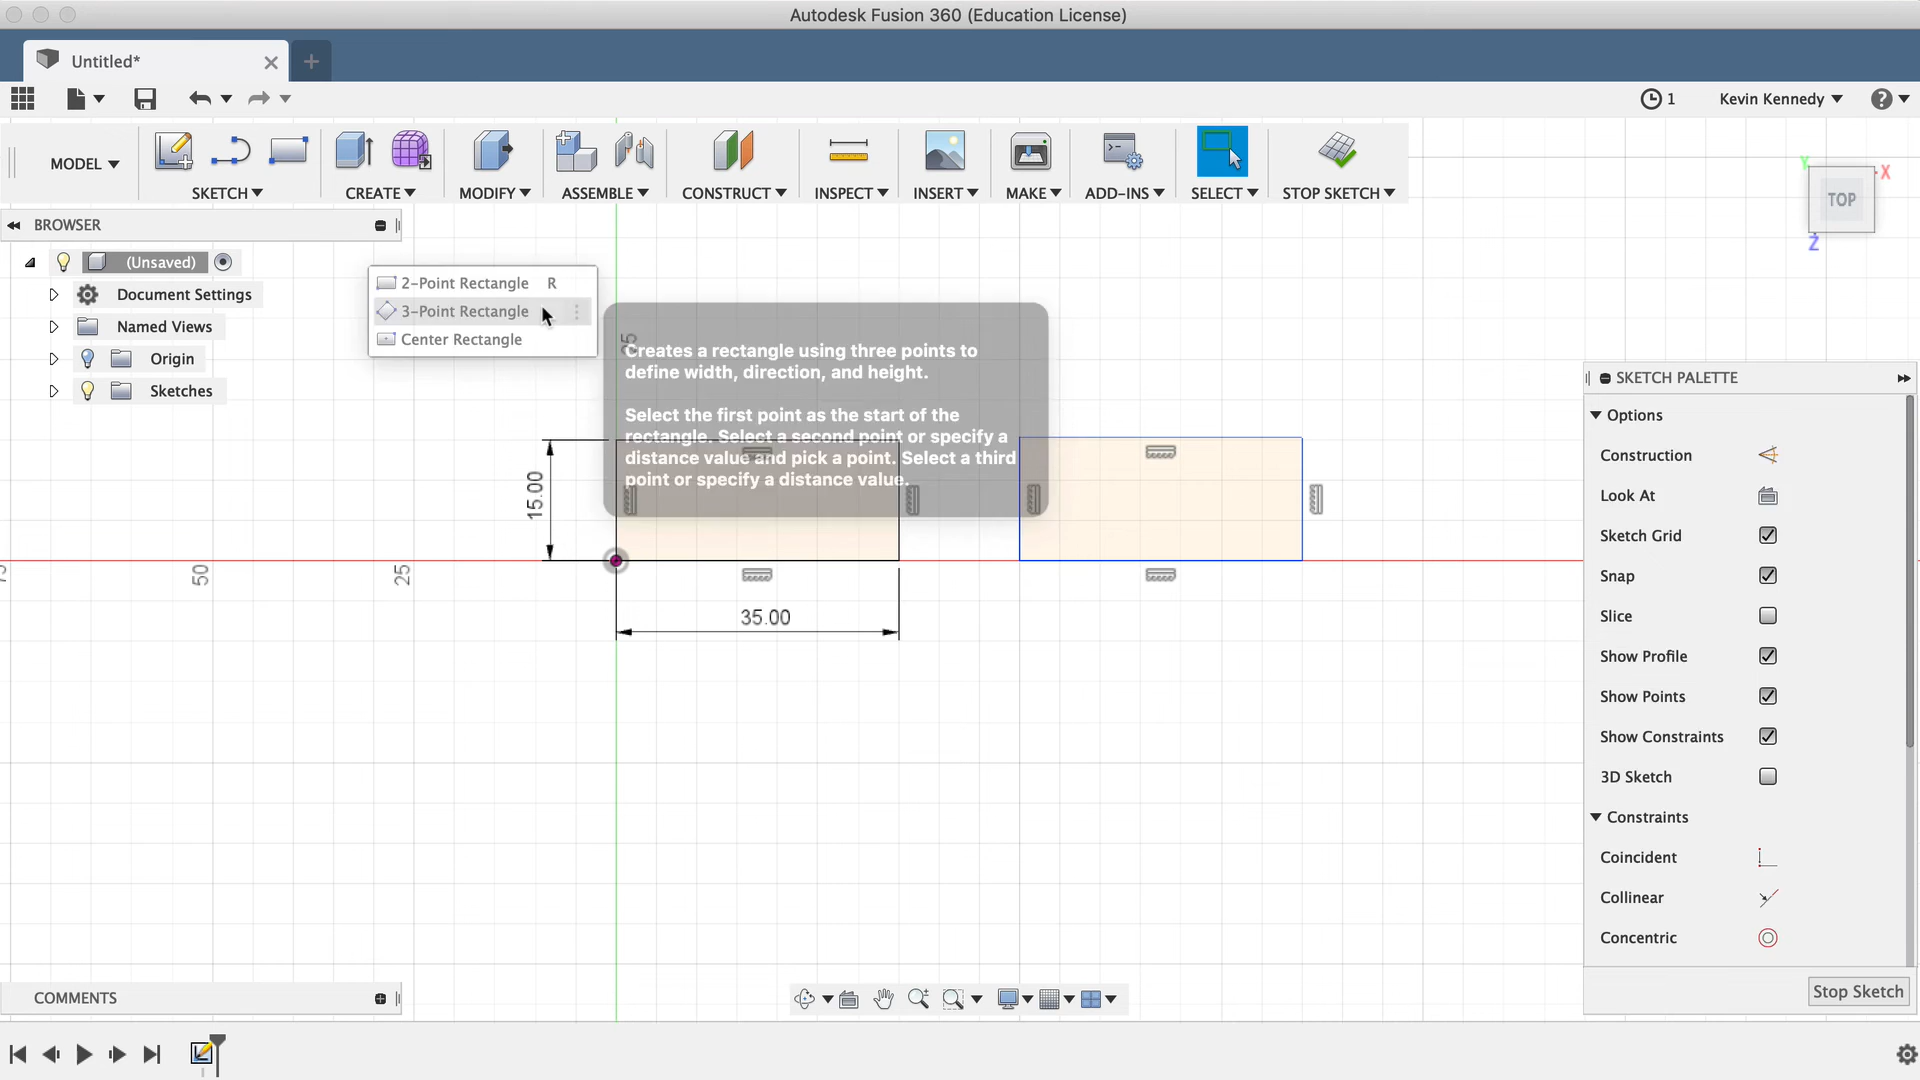 Autodesk Fusion 360 (Education License)
Untitled*
1
Kevin Kennedy
MODEL
SKETCH
CREATE
MODIFY
ASSEMBLE
CONSTRUCT
INSPECT
INSERT
MAKE
ADD-INS
SELECT
STOP SKETCH
Y
X
TOP
Z
BROWSER
(Unsaved)
Document Settings
Named Views
Origin
Sketches
2-Point Rectangle R
3-Point Rectangle
Center Rectangle
25
Creates a rectangle using three points to
define width, direction, and height.
Select the first point as the start of the
rectangle. Select a second point or specify a
distance value and pick a point. Select a third
point or specify a distance value.
15.00
50
25
35.00
SKETCH PALETTE
Options
Construction
Look At
Sketch Grid
Snap
Slice
Show Profile
Show Points
Show Constraints
3D Sketch
Constraints
Coincident
Collinear
Concentric
Stop Sketch
COMMENTS